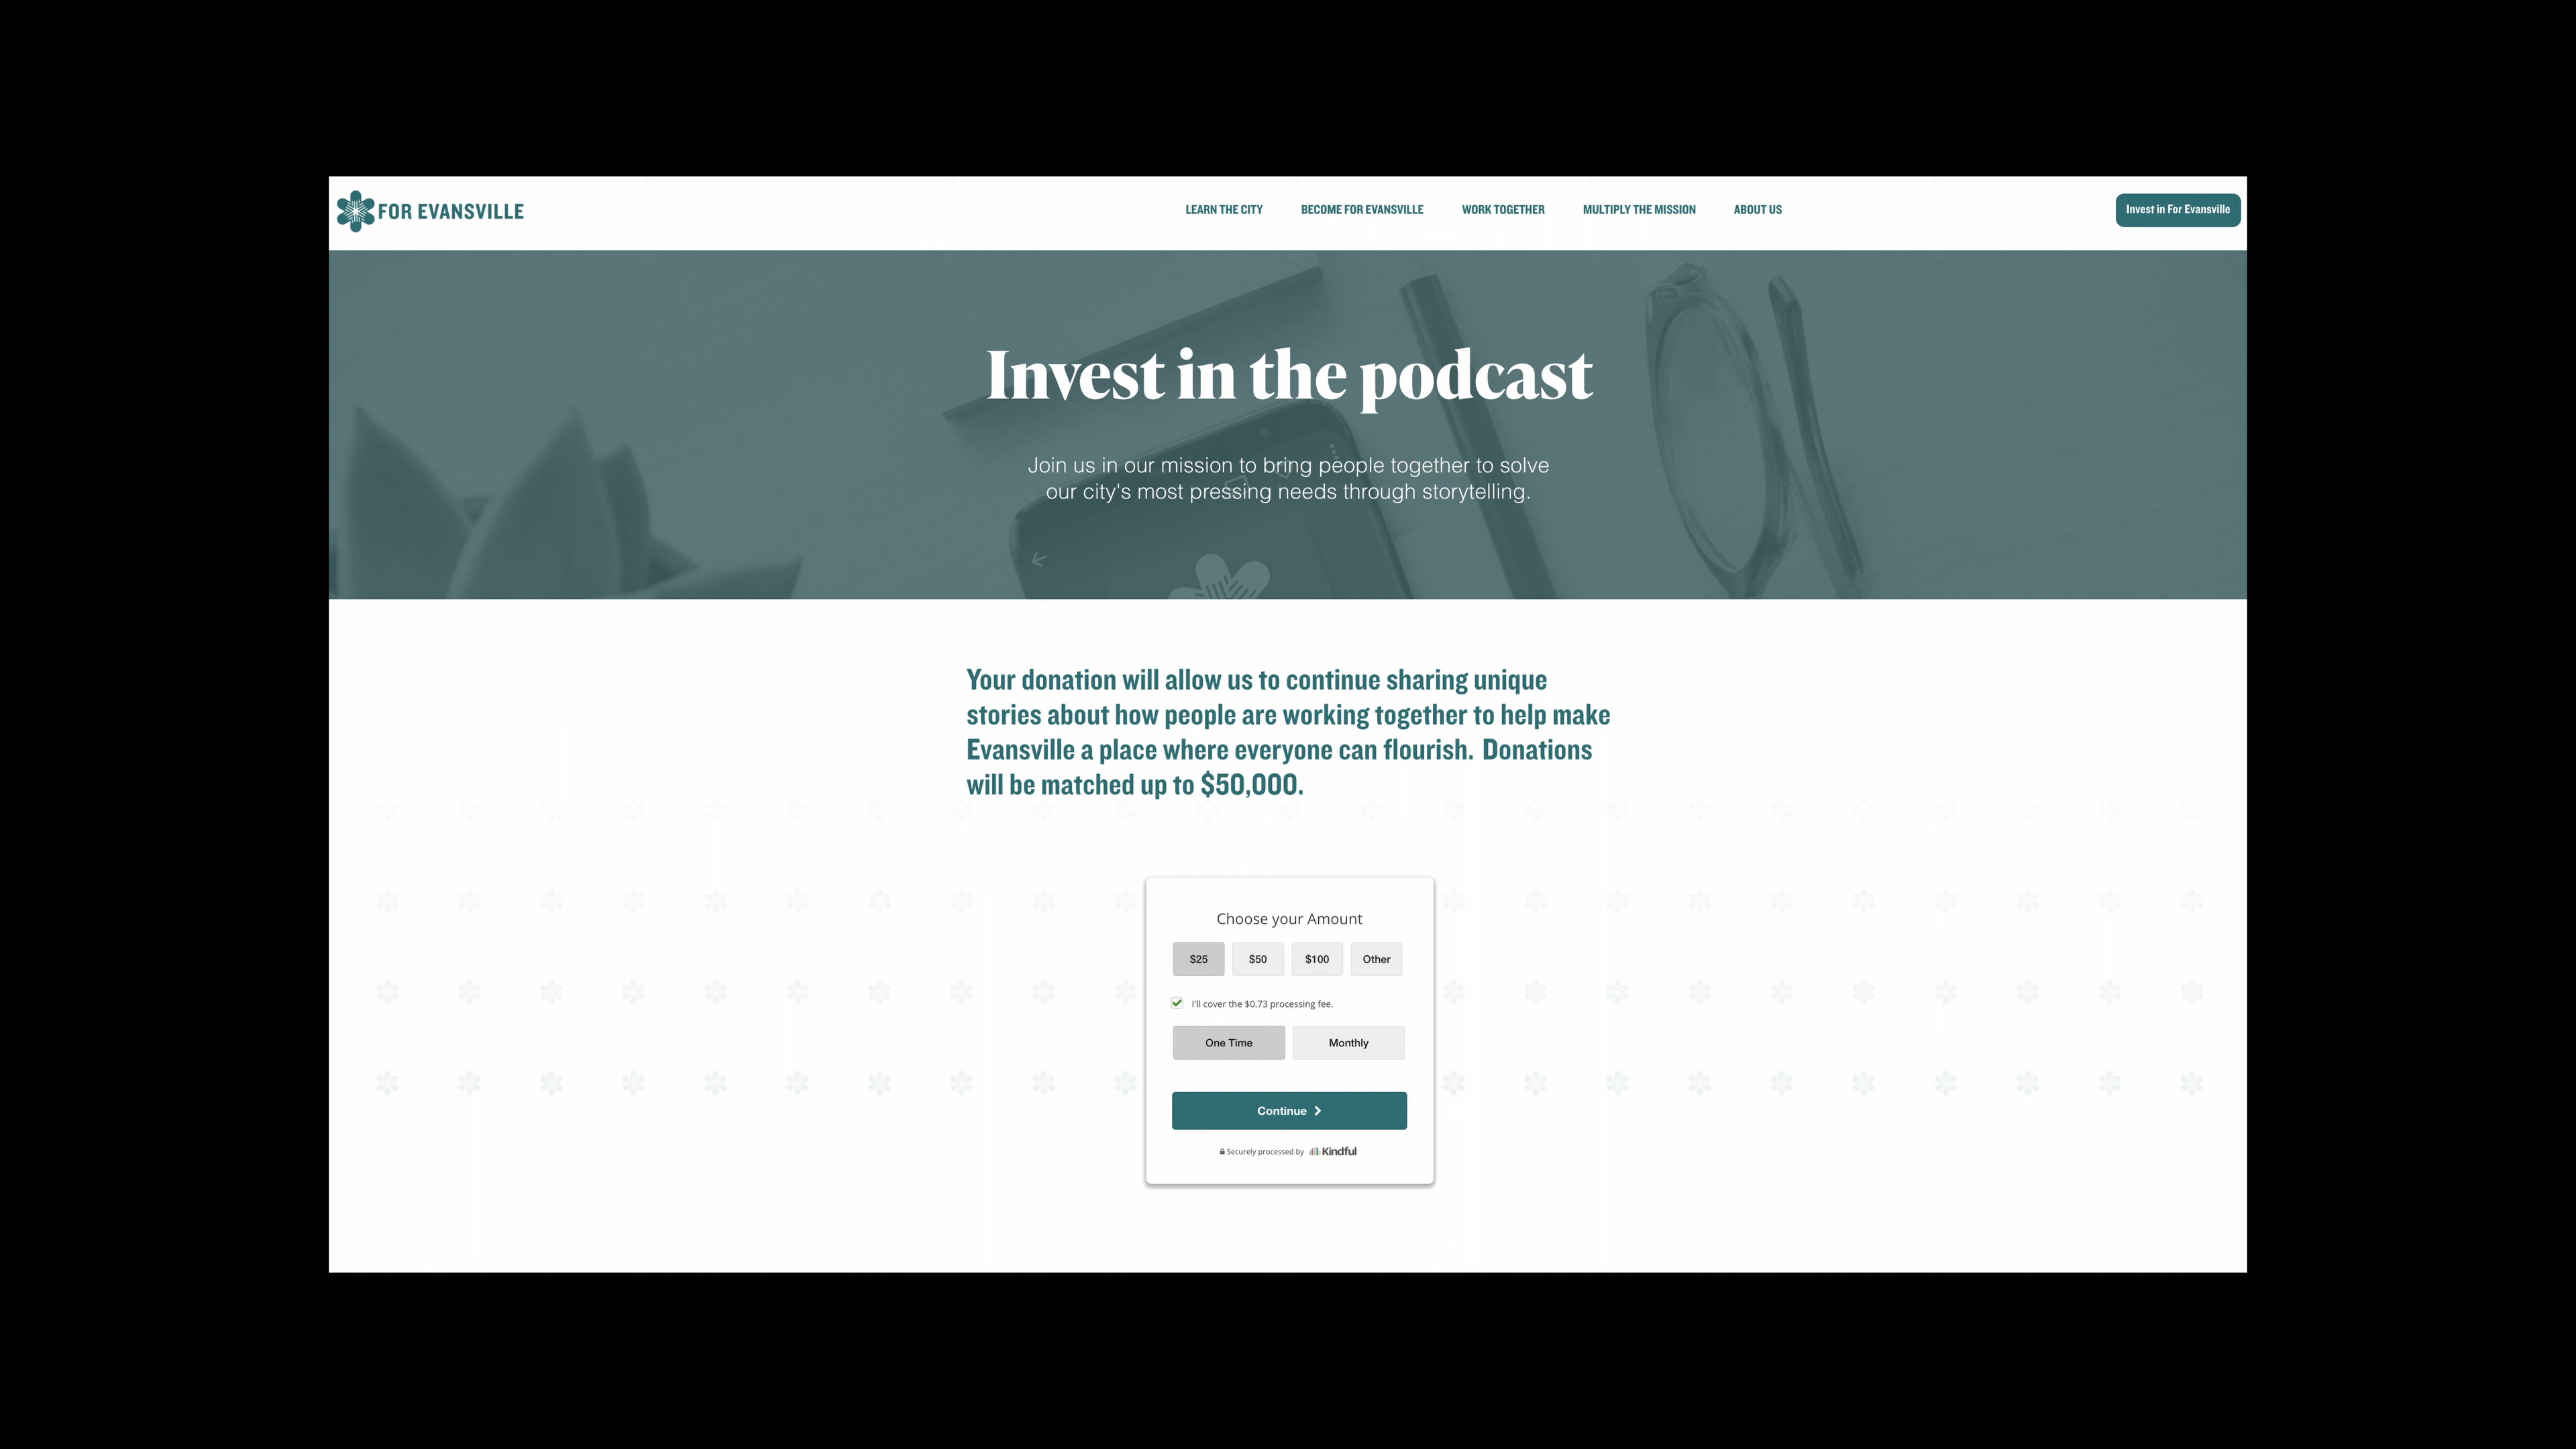 FOR EVANSVILLE
LEARN THE CITY
BECOME FOR EVANSVILLE
WORK TOGETHER
MULTIPLY THE MISSION
ABOUT US
Invest in For Evansville
Invest in the podcast
Join us in our mission to bring people together to solve
our city's most pressing needs through storytelling.
Your donation will allow us to continue sharing unique
stories about how people are working together to help make
Evansville a place where everyone can flourish. Donations
will be matched up to $50,000.
Choose your Amount
$25
$50
$100
Other
I'll cover the $0.73 processing fee.
One Time
Monthly
Continue
Securely processed by Kindful